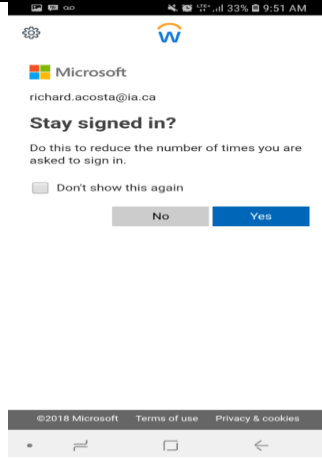 LTE+ 33% 9:51 AM
Microsoft
richard.acosta@ia.ca
Stay signed in?
Do this to reduce the number of times you are
asked to sign in.
Don't show this again
No Yes
©2018 Microsoft Terms of use Privacy & cookies